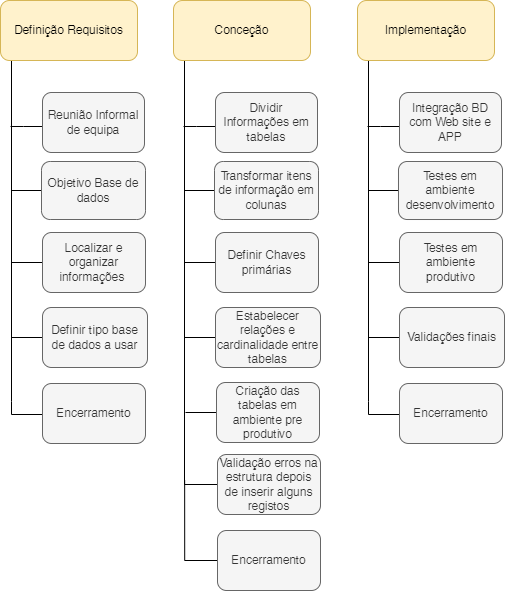 Definição Requisitos
Reunião Informal
de equipa
Objetivo Base de
dados
Localizar e
organizar
informações
Definir tipo base
de dados a usar
Encerramento
Conceção
Dividir
Informações em
tabelas
Transformar itens
de informação em
colunas
Definir Chaves
primárias
Estabelecer
relações e
cardinalidade entre
tabelas
Criação das
tabelas em
ambiente pre
produtivo
Validação erros na
estrutura depois
de inserir alguns
registos
Encerramento
Implementação
Integração BD
com Web site e
APP
Testes em
ambiente
desenvolvimento
Testes em
ambiente
produtivo
Validações finais
Encerramento